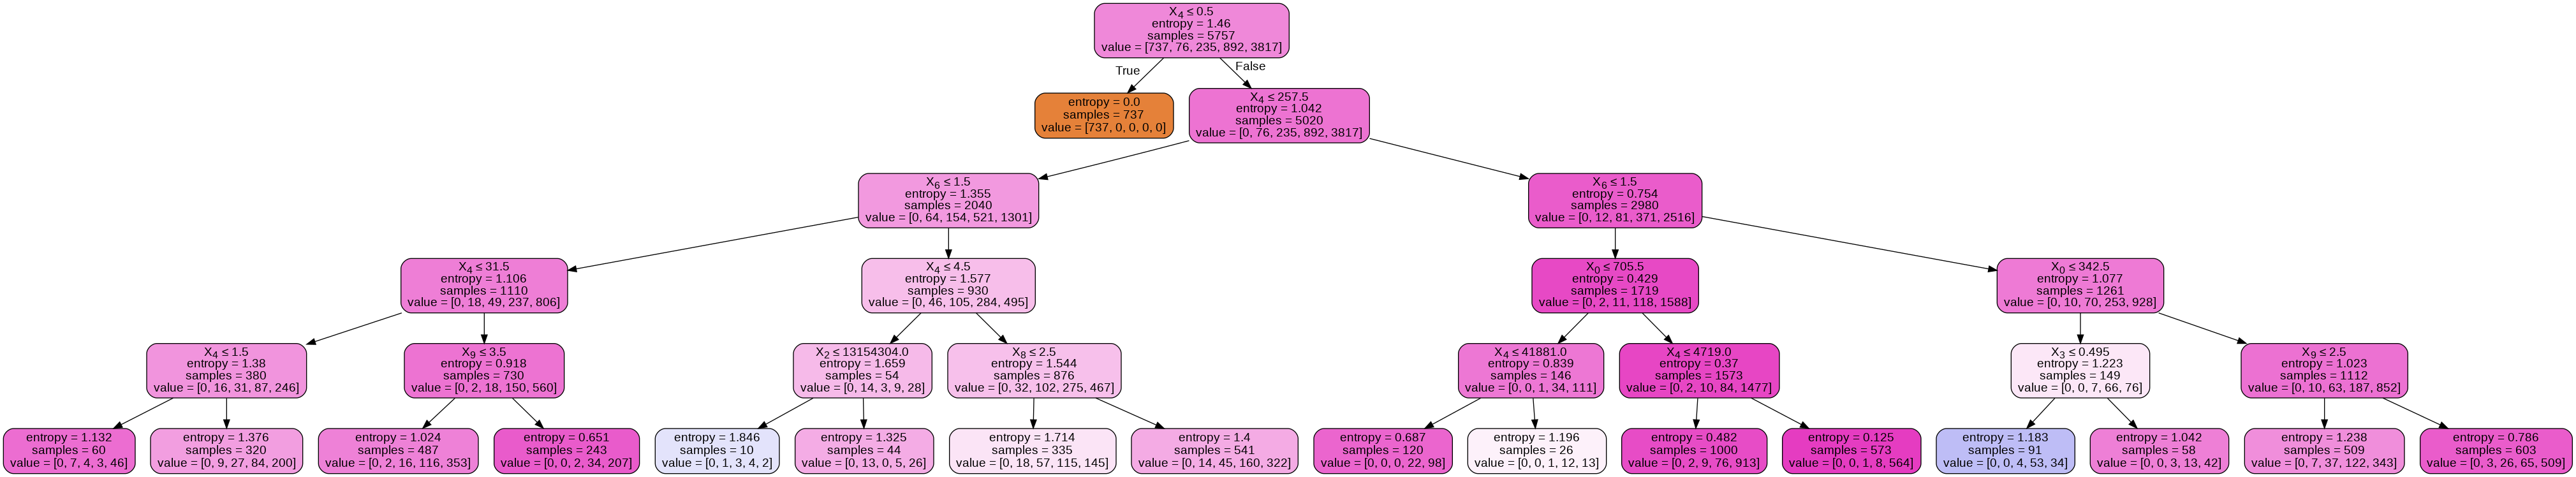 X4 ≤ 0.5
entropy = 1.46
samples = 5757
value = [737, 76, 235, 892, 3817]
True
False
entropy = 0.0
samples = 737
value = [737, 0, 0, 0, 0]
X4 ≤ 257.5
entropy = 1.042
samples = 5020
value = [0, 76, 235, 892, 3817]
X6 ≤ 1.5
entropy = 1.355
samples = 2040
value = [0, 64, 154, 521, 1301]
X6 ≤ 1.5
entropy = 0.754
samples = 2980
value = [0, 12, 81, 371, 2516]
X4 ≤ 31.5
entropy = 1.106
samples = 1110
value = [0, 18, 49, 237, 806]
X4 ≤ 4.5
entropy = 1.577
samples = 930
value = [0, 46, 105, 284, 495]
X0 ≤ 705.5
entropy = 0.429
samples = 1719
value = [0, 2, 11, 118, 1588]
X0 ≤ 342.5
entropy = 1.077
samples = 1261
value = [0, 10, 70, 253, 928]
X4 ≤ 1.5
entropy = 1.38
samples = 380
value = [0, 16, 31, 87, 246]
X9 ≤ 3.5
entropy = 0.918
samples = 730
value = [0, 2, 18, 150, 560]
X2 ≤ 13154304.0
entropy = 1.659
samples = 54
value = [0, 14, 3, 9, 28]
X8 ≤ 2.5
entropy = 1.544
samples = 876
value = [0, 32, 102, 275, 467]
X4 ≤ 41881.0
entropy = 0.839
samples = 146
value = [0, 0, 1, 34, 111]
X4 ≤ 4719.0
entropy = 0.37
samples = 1573
value = [0, 2, 10, 84, 1477]
X3 ≤ 0.495
entropy = 1.223
samples = 149
value = [0, 0, 7, 66, 76]
X9 ≤ 2.5
entropy = 1.023
samples = 1112
value = [0, 10, 63, 187, 852]
entropy = 1.132
samples = 60
value = [0, 7, 4, 3, 46]
entropy = 1.376
samples = 320
value = [0, 9, 27, 84, 200]
entropy = 1.024
samples = 487
value = [0, 2, 16, 116, 353]
entropy = 0.651
samples = 243
value = [0, 0, 2, 34, 207]
entropy = 1.846
samples = 10
value = [0, 1, 3, 4, 2]
entropy = 1.325
samples = 44
value = [0, 13, 0, 5, 26]
entropy = 1.714
samples = 335
value = [0, 18, 57, 115, 145]
entropy = 1.4
samples = 541
value = [0, 14, 45, 160, 322]
entropy = 0.687
samples = 120
value = [0, 0, 0, 22, 98]
entropy = 1.196
samples = 26
value = [0, 0, 1, 12, 13]
entropy = 0.482
samples = 1000
value = [0, 2, 9, 76, 913]
entropy = 0.125
samples = 573
value = [0, 0, 1, 8, 564]
entropy = 1.183
samples = 91
value = [0, 0, 4, 53, 34]
entropy = 1.042
samples = 58
value = [0, 0, 3, 13, 42]
entropy = 1.238
samples = 509
value = [0, 7, 37, 122, 343]
entropy = 0.786
samples = 603
value = [0, 3, 26, 65, 509]